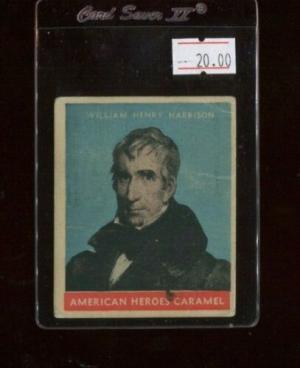 Card Saver II®
20.00
WILLIAM HENRY HARRISON
AMERICAN HEROES CARAMEL